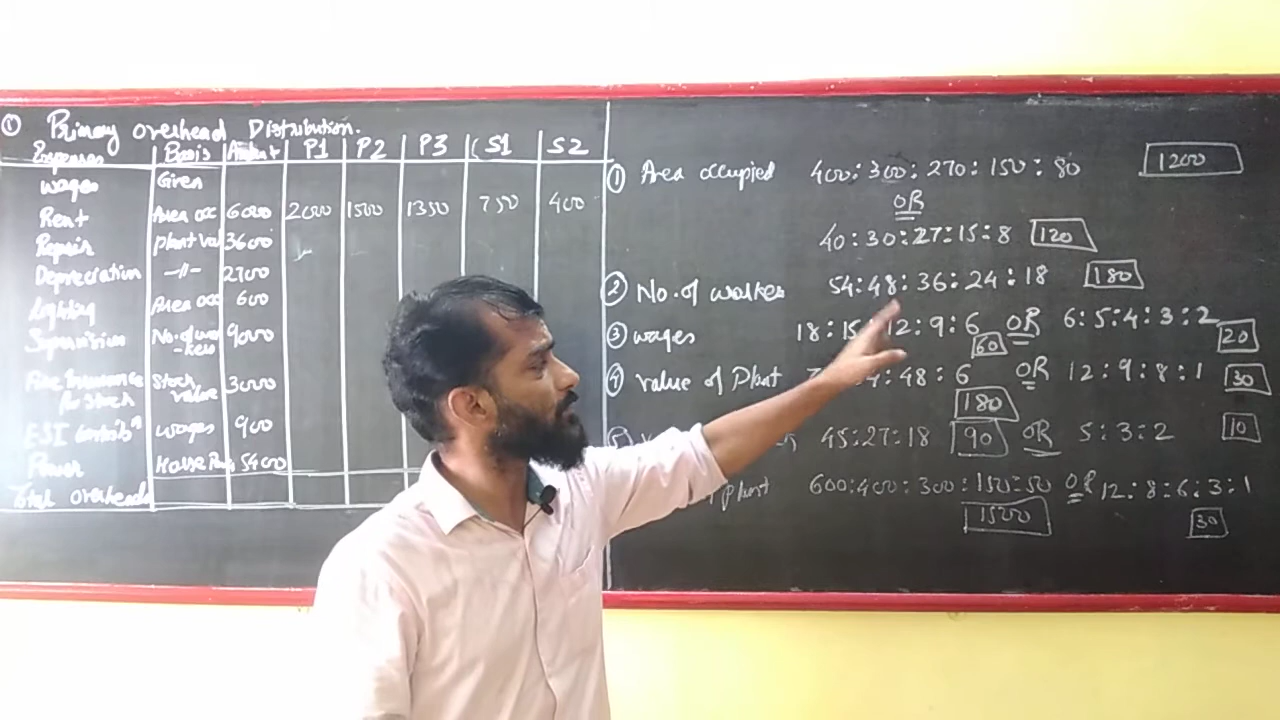 ① Primary overhead Distribution.
Expenses Basis Amount P1 P2 P3 S1 S2
Wages Given
Rent Area occ 6000 2000 1500 1350 750 400
Repair plant val 3600
Depreciation -〃- 2700
Lighting Area occ 600
Supervision No.of wor-kers 9000
Fire Insurance for Stock Stock value 3000
ESI Contribⁿ wages 900
Power Horse Pow 5400
Total overheads
① Area occupied 400:300:270:150:80 1200
OR
40:30:27:15:8 120
② No.of worker 54:48:36:24:18 180
③ wages 18:15:12:9:6 60 OR 6:5:4:3:2 20
④ value of Plant :48:6 180 OR 12:9:8:1 30
45:27:18 90 OR 5:3:2 10
plant 600:400:300:150:50 1500 OR 12:8:6:3:1 30